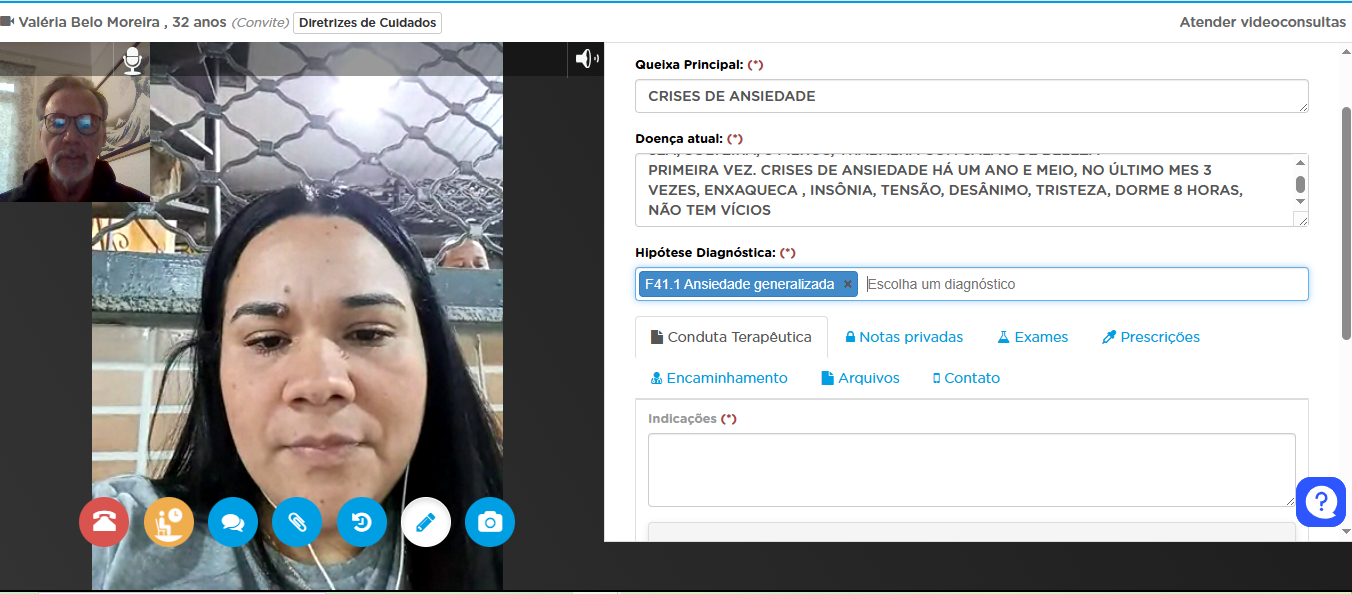 Valéria Belo Moreira , 32 anos (Convite) Diretrizes de Cuidados
Atender videoconsultas
Queixa Principal: (*)
CRISES DE ANSIEDADE
Doença atual: (*)
PRIMEIRA VEZ. CRISES DE ANSIEDADE HÁ UM ANO E MEIO, NO ÚLTIMO MES 3
VEZES, ENXAQUECA , INSÔNIA, TENSÃO, DESÂNIMO, TRISTEZA, DORME 8 HORAS,
NÃO TEM VÍCIOS
Hipótese Diagnóstica: (*)
F41.1 Ansiedade generalizada × Escolha um diagnóstico
Conduta Terapêutica Notas privadas Exames Prescrições
Encaminhamento Arquivos Contato
Indicações (*)